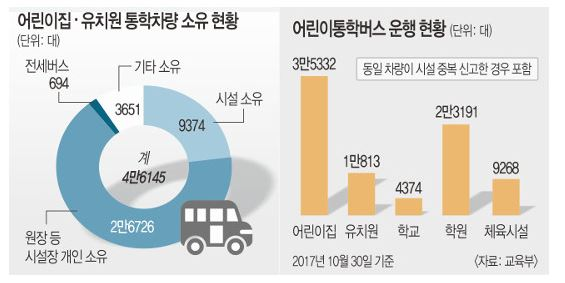 어린이집·유치원 통학차량 소유 현황
(단위: 대)
전세버스
694
기타 소유
3651
시설 소유
9374
계
4만6145
2만6726
원장 등
시설장 개인 소유
어린이통학버스 운행 현황 (단위: 대)
동일 차량이 시설 중복 신고한 경우 포함
3만5332
1만813
4374
2만3191
9268
어린이집 유치원 학교 학원 체육시설
2017년 10월 30일 기준 〈자료: 교육부〉